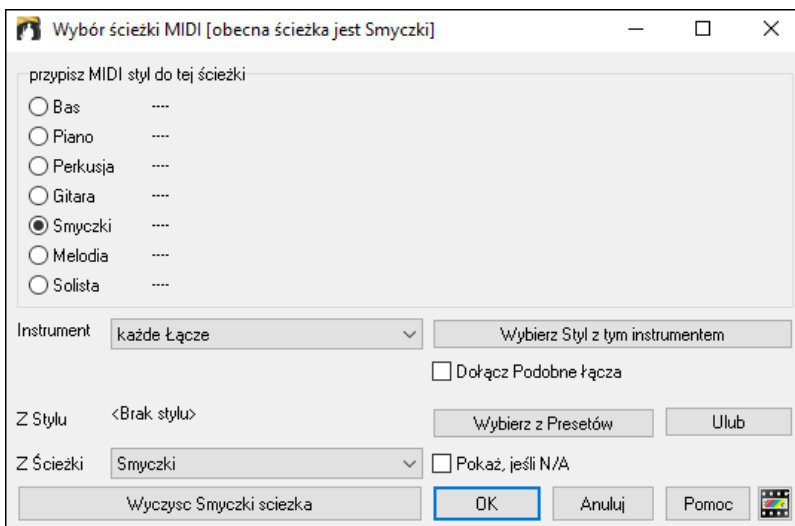 Wybór ścieżki MIDI [obecna ścieżka jest Smyczki]
przypisz MIDI styl do tej ścieżki
Bas ----
Piano ----
Perkusja ----
Gitara ----
Smyczki ----
Melodia ----
Solista ----
Instrument każde Łącze Wybierz Styl z tym instrumentem
Dołącz Podobne łącza
Z Stylu <Brak stylu> Wybierz z Presetów Ulub
Z Ścieżki Smyczki Pokaż, jeśli N/A
Wyczysc Smyczki sciezka OK Anuluj Pomoc